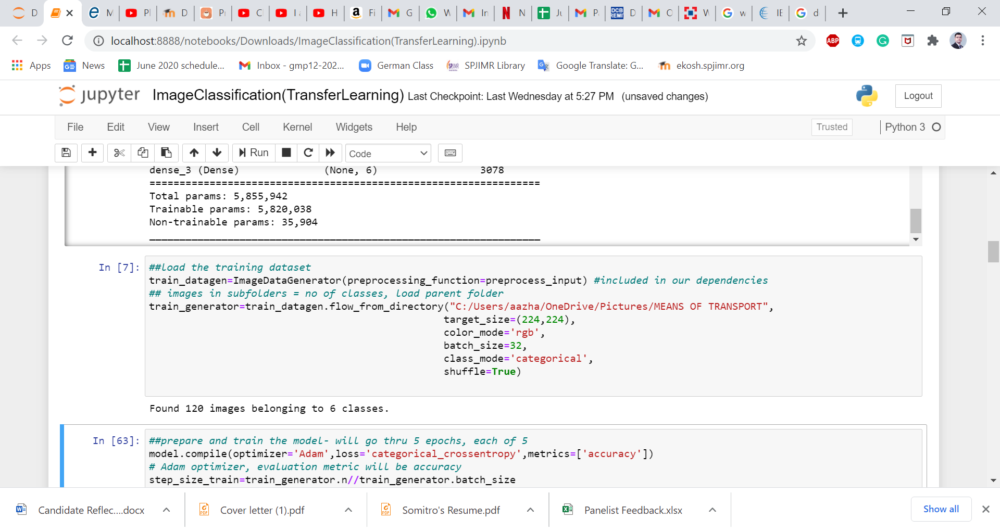 D
M
Pl
D
Pr
C
I a
H
Fi
G
W
In
N
Ju
P
DCB
REMI
D
C
W
w
IE
d
localhost:8888/notebooks/Downloads/ImageClassification(TransferLearning).ipynb
ABP
Apps
News
June 2020 schedule...
Inbox - gmp12-202...
German Class
SPJIMR Library
Google Translate: G...
ekosh.spjimr.org
jupyter ImageClassification(TransferLearning) Last Checkpoint: Last Wednesday at 5:27 PM (unsaved changes)
Logout
File Edit View Insert Cell Kernel Widgets Help
Trusted
Python 3
Run
Code
dense_3 (Dense) (None, 6) 3078
=================================================================
Total params: 5,855,942
Trainable params: 5,820,038
Non-trainable params: 35,904
_________________________________________________________________
In [7]: ##load the training dataset
train_datagen=ImageDataGenerator(preprocessing_function=preprocess_input) #included in our dependencies
## images in subfolders = no of classes, load parent folder
train_generator=train_datagen.flow_from_directory("C:/Users/aazha/OneDrive/Pictures/MEANS OF TRANSPORT",
target_size=(224,224),
color_mode='rgb',
batch_size=32,
class_mode='categorical',
shuffle=True)
Found 120 images belonging to 6 classes.
In [63]: ##prepare and train the model- will go thru 5 epochs, each of 5
model.compile(optimizer='Adam',loss='categorical_crossentropy',metrics=['accuracy'])
# Adam optimizer, evaluation metric will be accuracy
step_size_train=train_generator.n//train_generator.batch_size
Candidate Reflec....docx
Cover letter (1).pdf
Somitro's Resume.pdf
Panelist Feedback.xlsx
Show all